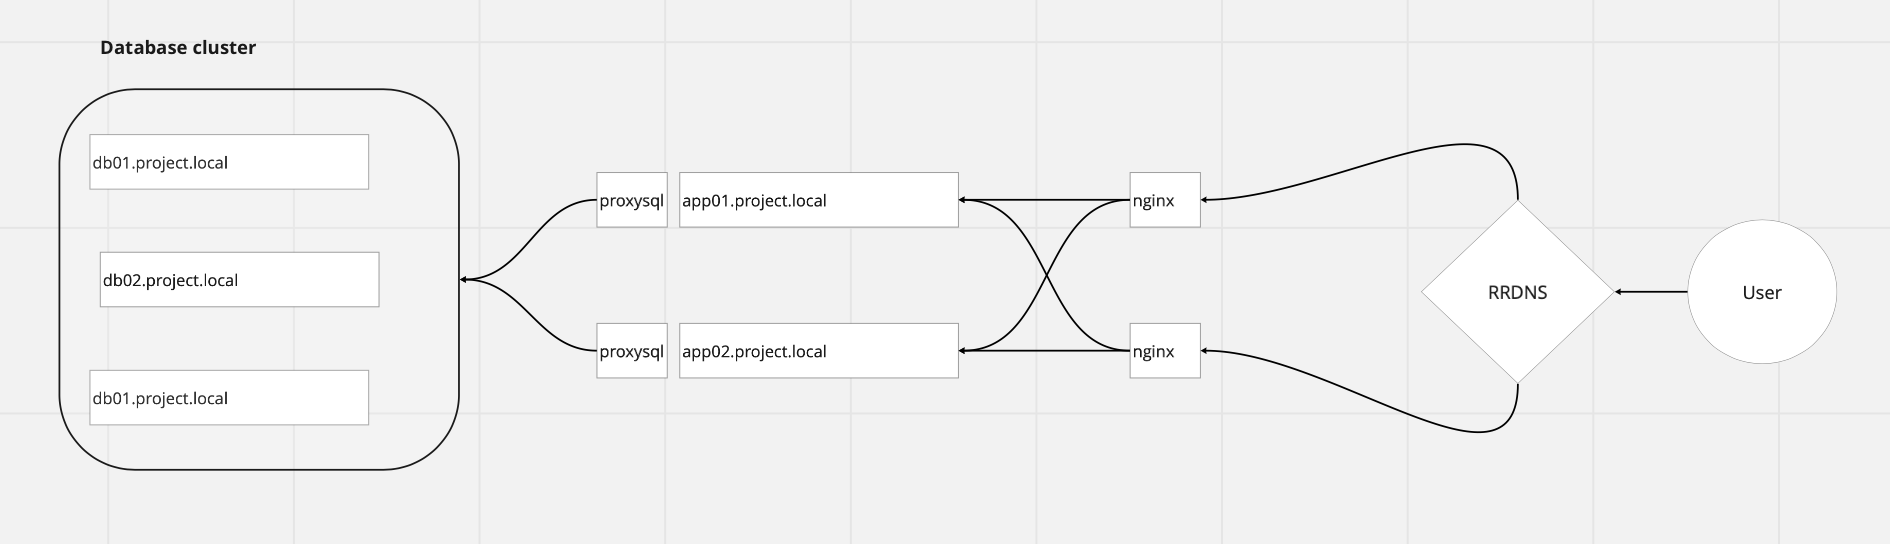 Database cluster
db01.project.local
db02.project.local
db01.project.local
proxysql
app01.project.local
nginx
proxysql
app02.project.local
nginx
RRDNS
User